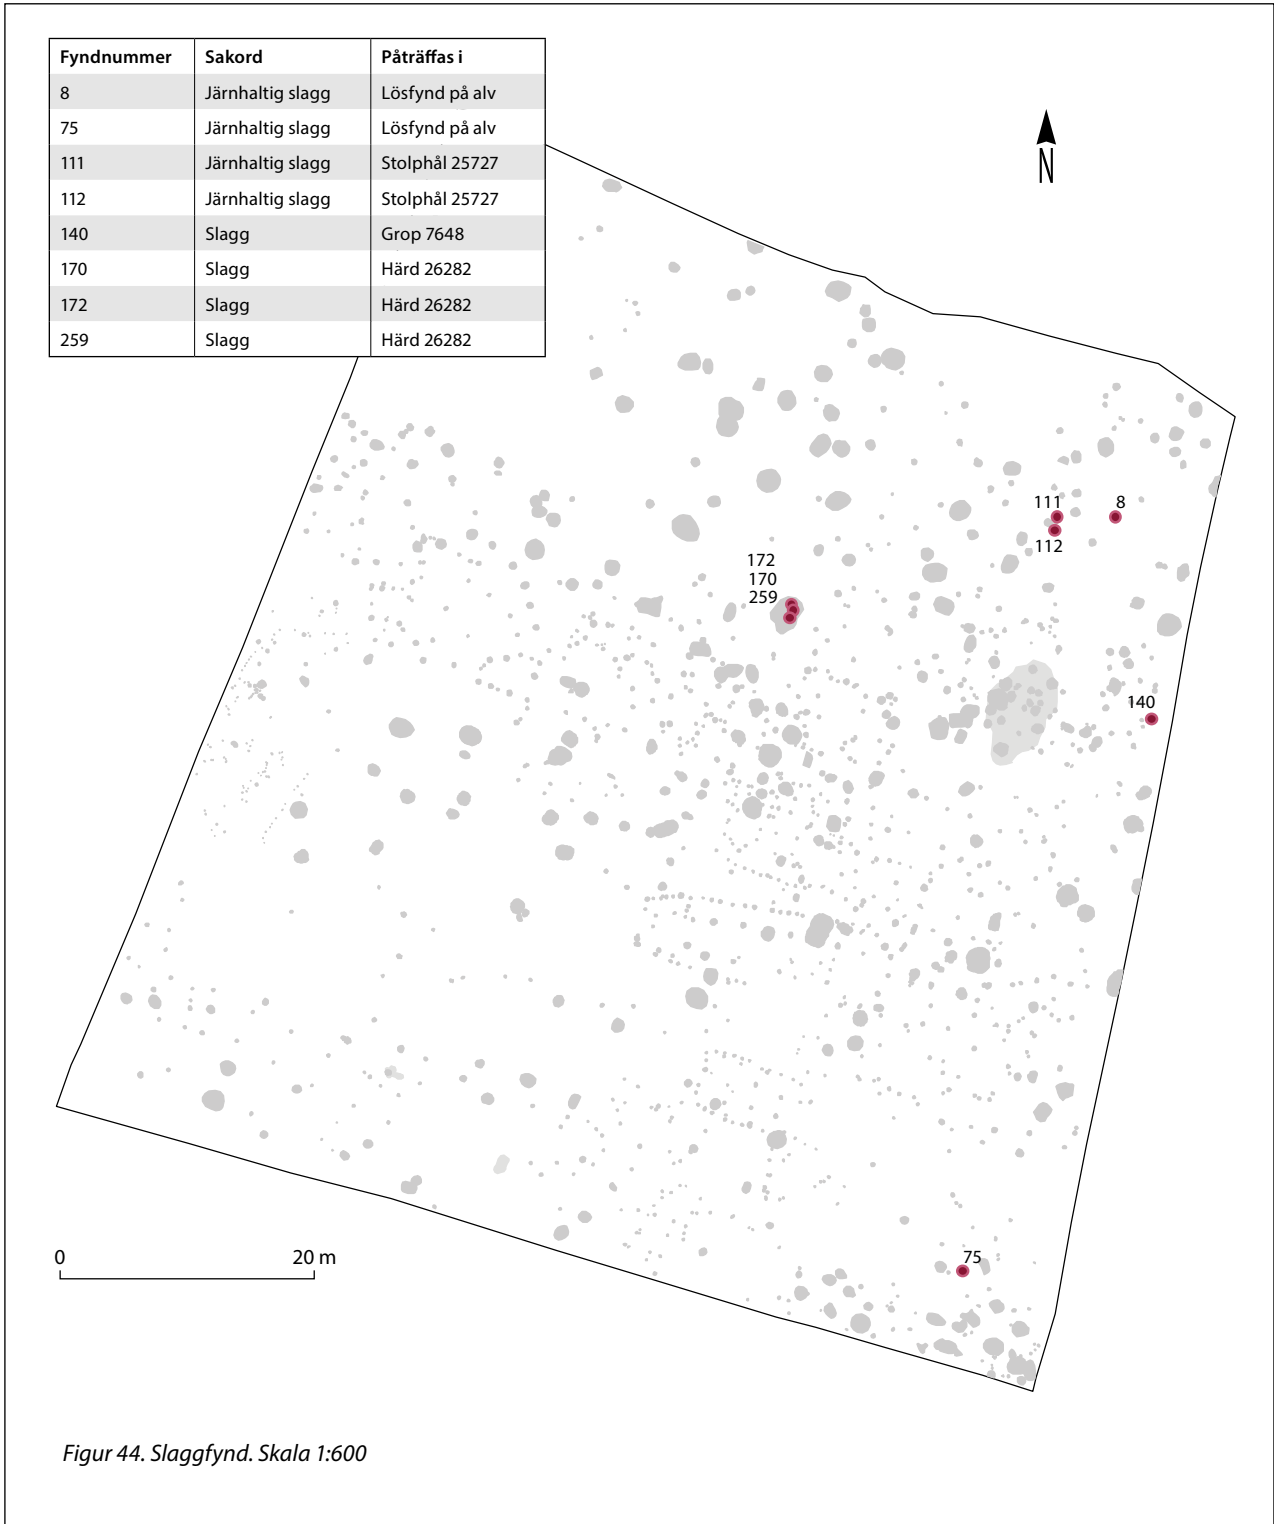 Fyndnummer Sakord Påträffas i
8 Järnhaltig slagg Lösfynd på alv
75 Järnhaltig slagg Lösfynd på alv
111 Järnhaltig slagg Stolphål 25727
112 Järnhaltig slagg Stolphål 25727
140 Slagg Grop 7648
170 Slagg Härd 26282
172 Slagg Härd 26282
259 Slagg Härd 26282
N
111 8
112
172
170
259
140
75
0 20 m
Figur 44. Slaggfynd. Skala 1:600